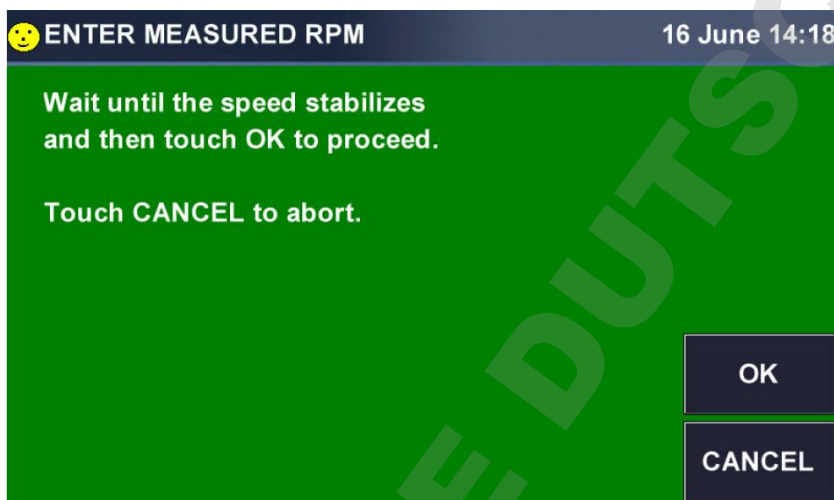 ENTER MEASURED RPM
16 June 14:18
Wait until the speed stabilizes
and then touch OK to proceed.
Touch CANCEL to abort.
OK
CANCEL